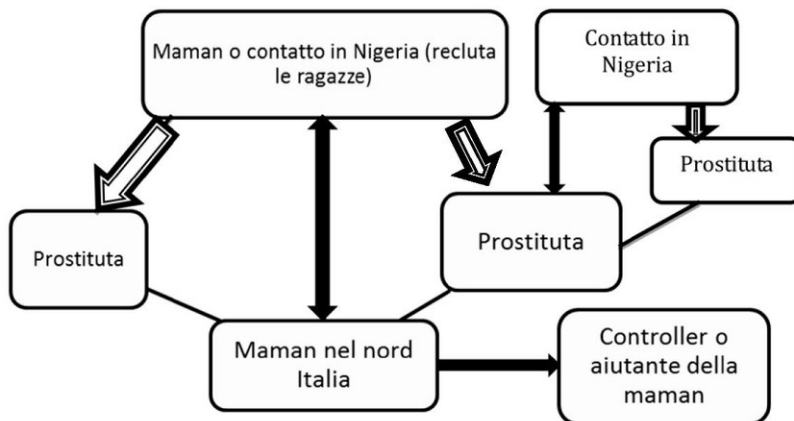 Maman o contatto in Nigeria (recluta
le ragazze)
Contatto in
Nigeria
Prostituta
Prostituta
Prostituta
Maman nel nord
Italia
Controller o
aiutante della
maman